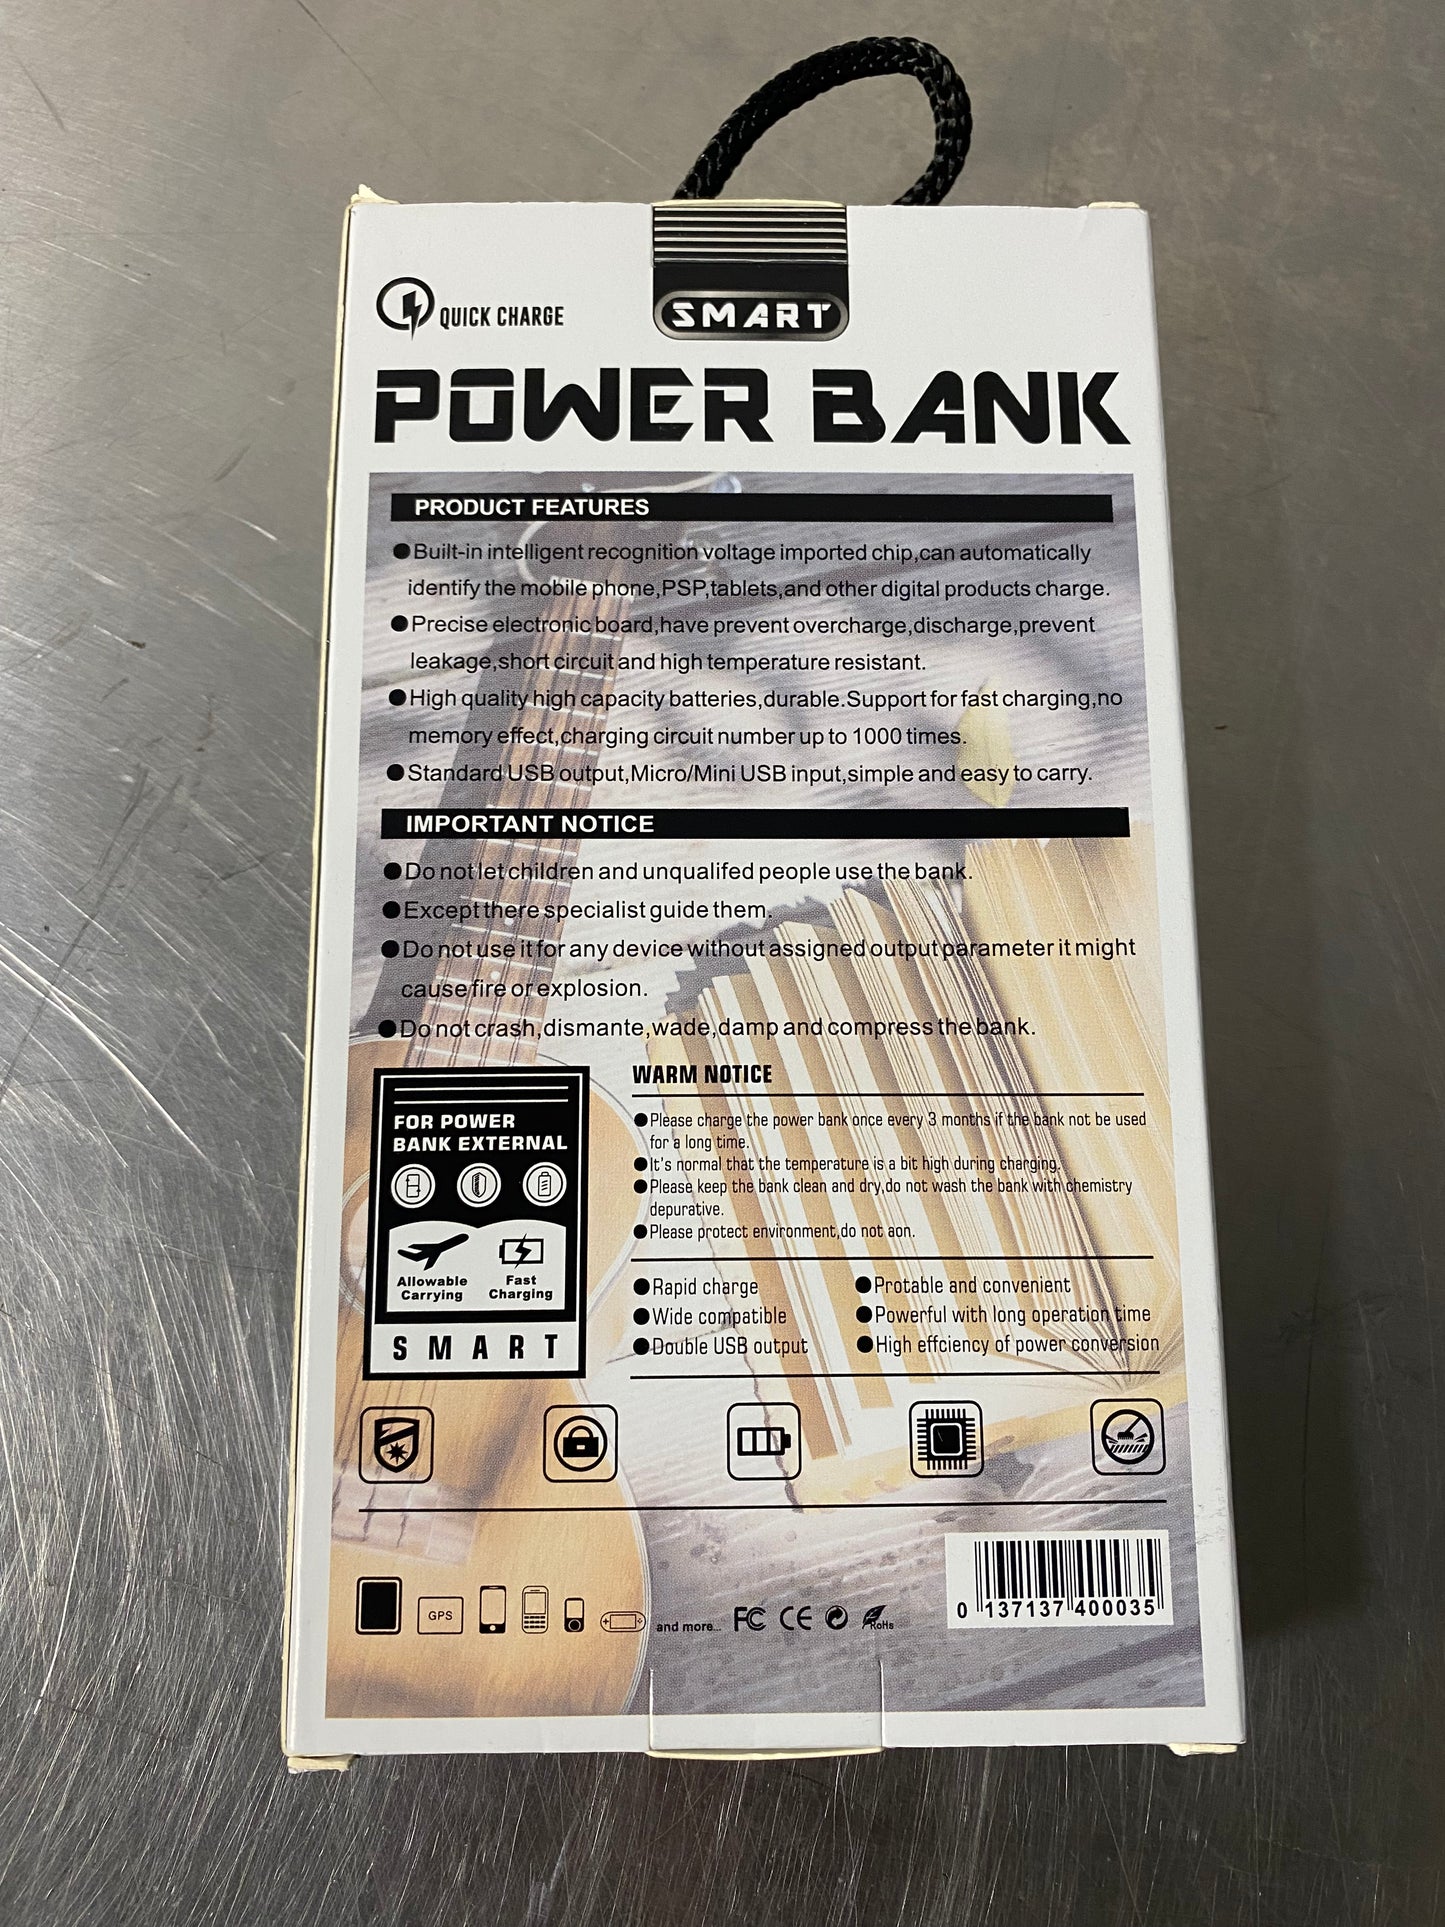 SMART
QUICK CHARGE
POWER BANK
PRODUCT FEATURES
●Built-in intelligent recognition voltage imported chip,can automatically
identify the mobile phone,PSP,tablets,and other digital products charge.
●Precise electronic board,have prevent overcharge,discharge,prevent
leakage,short circuit and high temperature resistant.
●High quality high capacity batteries,durable.Support for fast charging,no
memory effect,charging circuit number up to 1000 times.
●Standard USB output,Micro/Mini USB input,simple and easy to carry.
IMPORTANT NOTICE
●Do not let children and unqualifed people use the bank.
●Except there specialist guide them.
●Do not use it for any device without assigned output parameter it might
cause fire or explosion.
●Do not crash,dismante,wade,damp and compress the bank.
FOR POWER
BANK EXTERNAL
Allowable
Carrying
Fast
Charging
SMART
WARM NOTICE
●Please charge the power bank once every 3 months if the bank not be used
for a long time.
●It's normal that the temperature is a bit high during charging.
●Please keep the bank clean and dry,do not wash the bank with chemistry
depurative.
●Please protect environment,do not aon.
●Rapid charge
●Wide compatible
●Double USB output
●Protable and convenient
●Powerful with long operation time
●High effciency of power conversion
GPS
and more...
FC CE RoHs
0 137137 400035